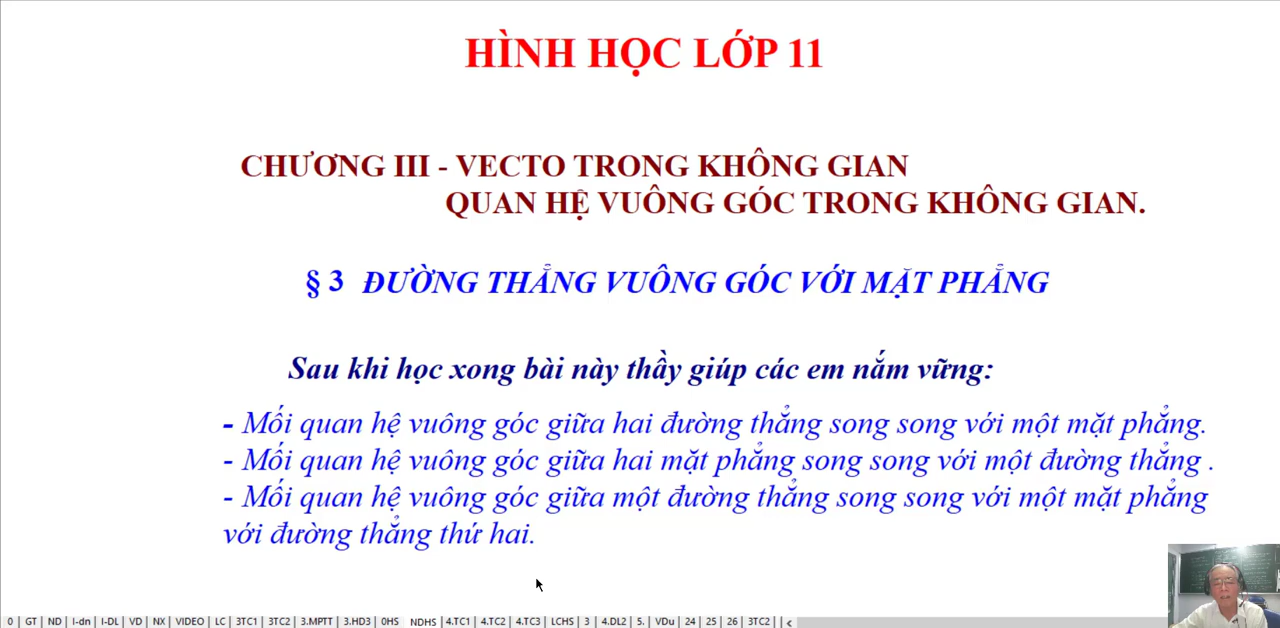 HÌNH HỌC LỚP 11
CHƯƠNG III - VECTO TRONG KHÔNG GIAN
QUAN HỆ VUÔNG GÓC TRONG KHÔNG GIAN.
§ 3 ĐƯỜNG THẲNG VUÔNG GÓC VỚI MẶT PHẲNG
Sau khi học xong bài này thầy giúp các em nắm vững:
- Mối quan hệ vuông góc giữa hai đường thẳng song song với một mặt phẳng.
- Mối quan hệ vuông góc giữa hai mặt phẳng song song với một đường thẳng .
- Mối quan hệ vuông góc giữa một đường thẳng song song với một mặt phẳng
với đường thẳng thứ hai.
0 | GT | ND | I-dn | I-DL | VD | NX | VIDEO | LC | 3TC1 | 3TC2 | 3.MPTT | 3.HD3 | 0HS NDHS | 4.TC1 | 4.TC2 | 4.TC3 | LCHS | 3 | 4.DL2 | 5. | VDu | 24 | 25 | 26 | 3TC2 |